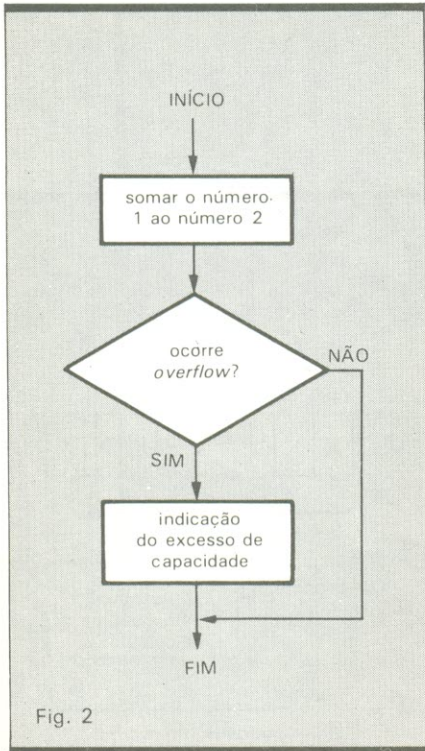 INÍCIO
somar o número
1 ao número 2
ocorre
overflow?
NÃO
SIM
indicação
do excesso de
capacidade
FIM
Fig. 2